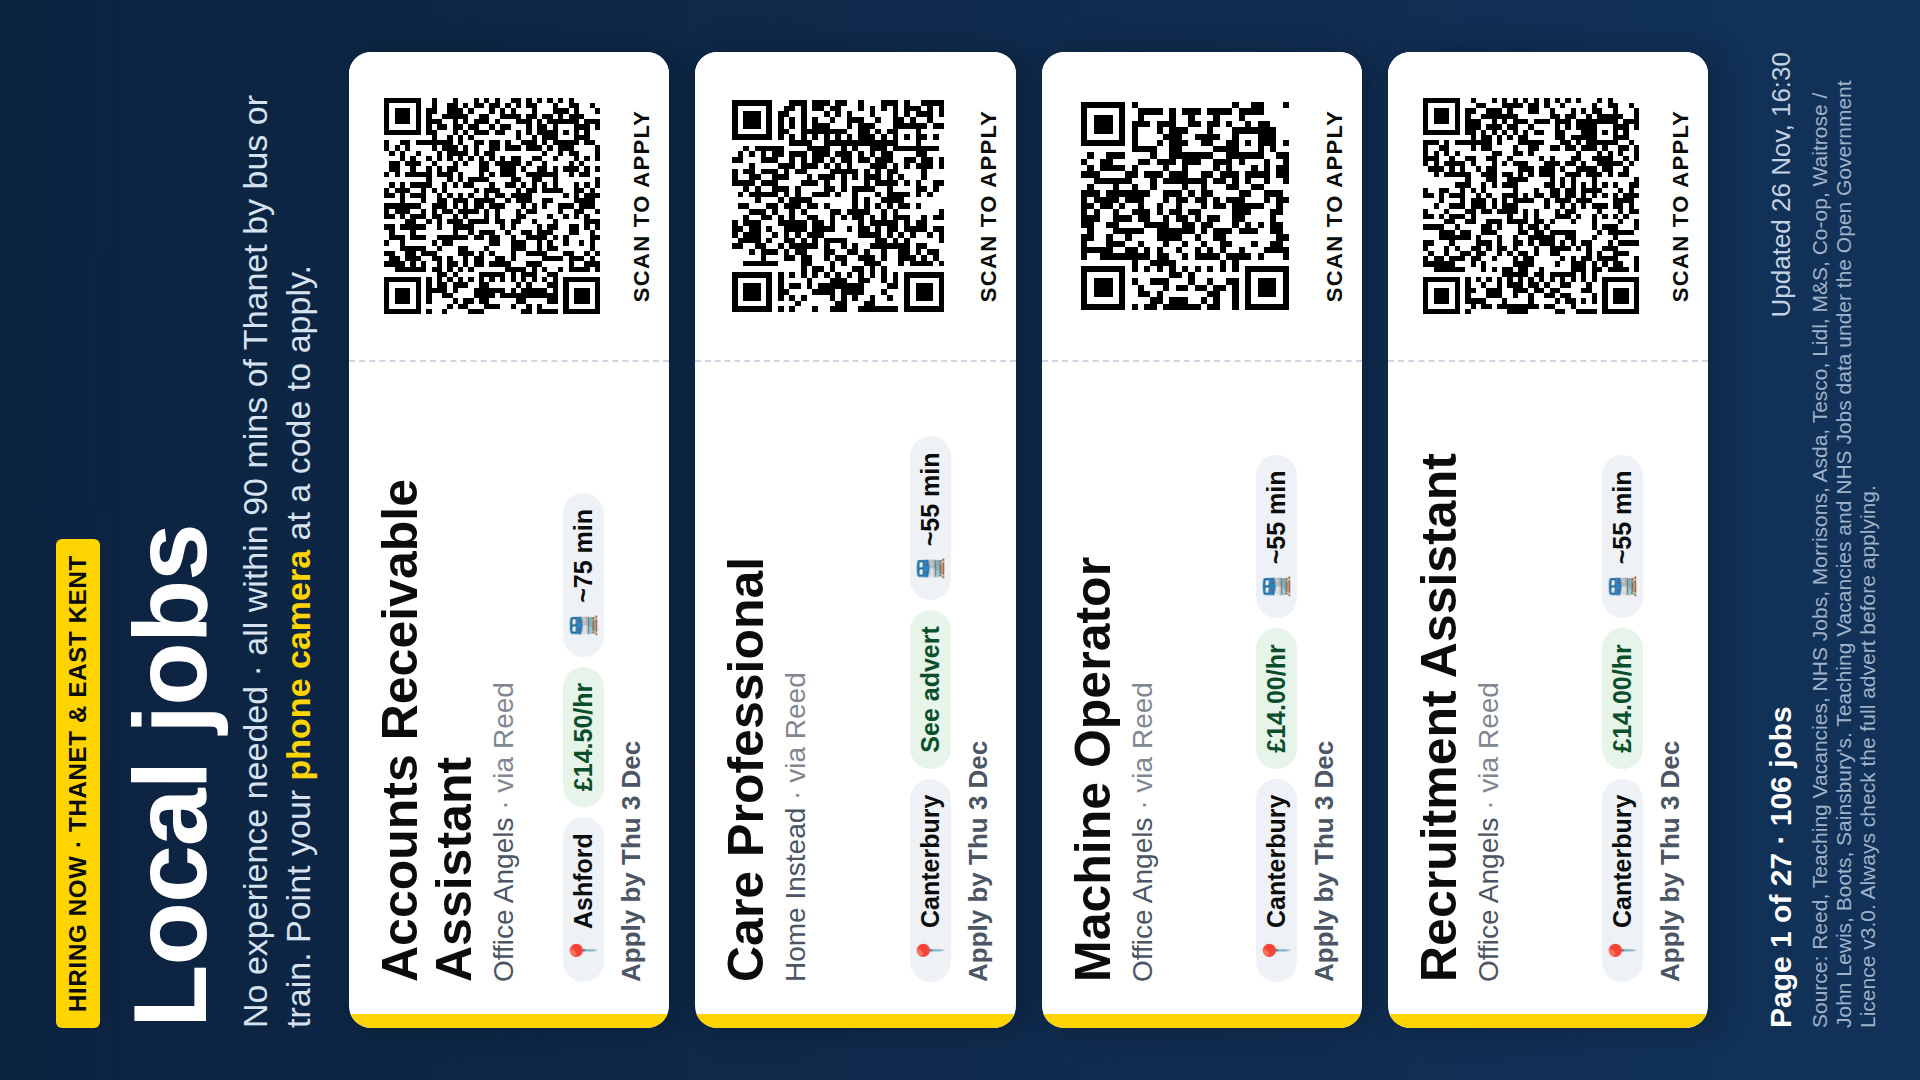 HIRING NOW · THANET & EAST KENT
Local jobs
No experience needed · all within 90 mins of Thanet by bus or
train. Point your phone camera at a code to apply.
Accounts Receivable
Assistant
Office Angels · via Reed
📍 Ashford
£14.50/hr
🚆 ~75 min
Apply by Thu 3 Dec
SCAN TO APPLY
Care Professional
Home Instead · via Reed
📍 Canterbury
See advert
🚆 ~55 min
Apply by Thu 3 Dec
SCAN TO APPLY
Machine Operator
Office Angels · via Reed
📍 Canterbury
£14.00/hr
🚆 ~55 min
Apply by Thu 3 Dec
SCAN TO APPLY
Recruitment Assistant
Office Angels · via Reed
📍 Canterbury
£14.00/hr
🚆 ~55 min
Apply by Thu 3 Dec
SCAN TO APPLY
Page 1 of 27 · 106 jobs
Updated 26 Nov, 16:30
Source: Reed, Teaching Vacancies, NHS Jobs, Morrisons, Asda, Tesco, Lidl, M&S, Co-op, Waitrose /
John Lewis, Boots, Sainsbury's. Teaching Vacancies and NHS Jobs data under the Open Government
Licence v3.0. Always check the full advert before applying.